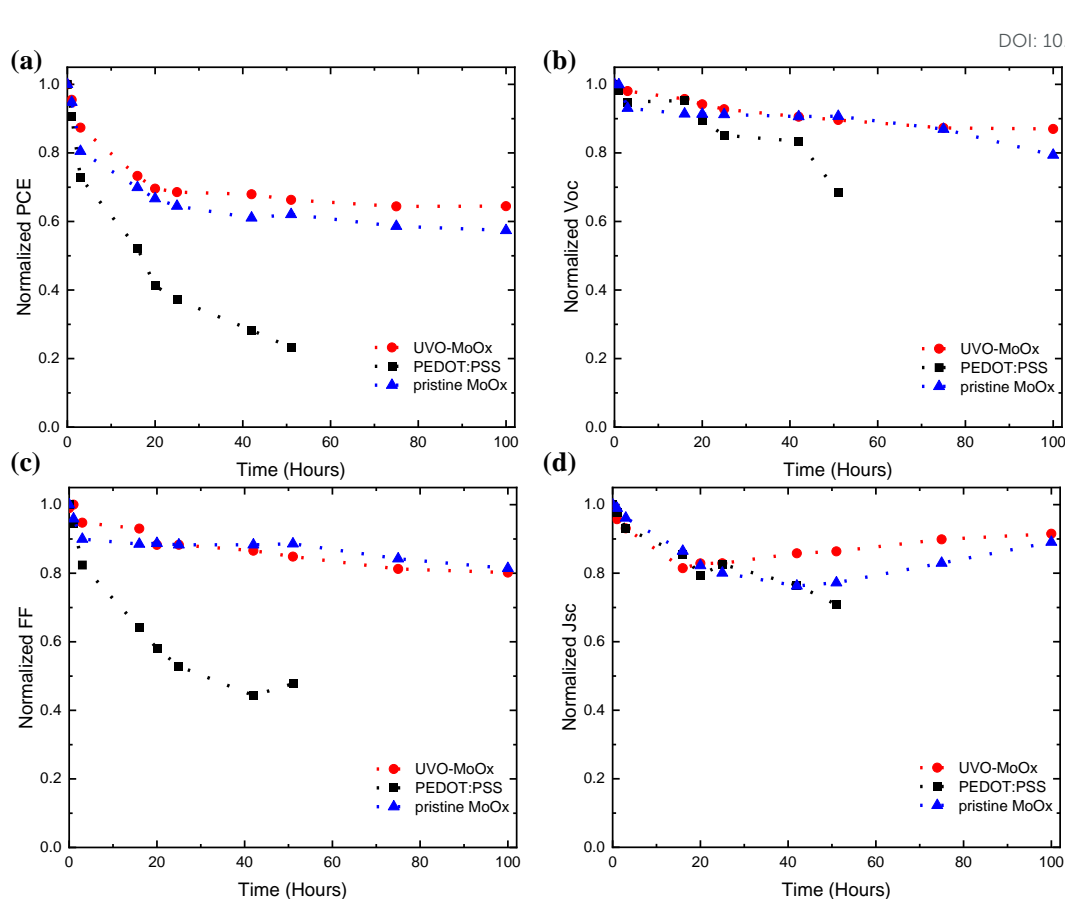 DOI: 10.
(a)
1.0
0.8
0.6
0.4
0.2
0.0
Normalized PCE
UVO-MoOx
PEDOT:PSS
pristine MoOx
0 20 40 60 80 100
Time (Hours)
(b)
1.0
0.8
0.6
0.4
0.2
0.0
Normalized Voc
UVO-MoOx
PEDOT:PSS
pristine MoOx
0 20 40 60 80 100
Time (Hours)
(c)
1.0
0.8
0.6
0.4
0.2
0.0
Normalized FF
UVO-MoOx
PEDOT:PSS
pristine MoOx
0 20 40 60 80 100
Time (Hours)
(d)
1.0
0.8
0.6
0.4
0.2
0.0
Normalized Jsc
UVO-MoOx
PEDOT:PSS
pristine MoOx
0 20 40 60 80 100
Time (Hours)